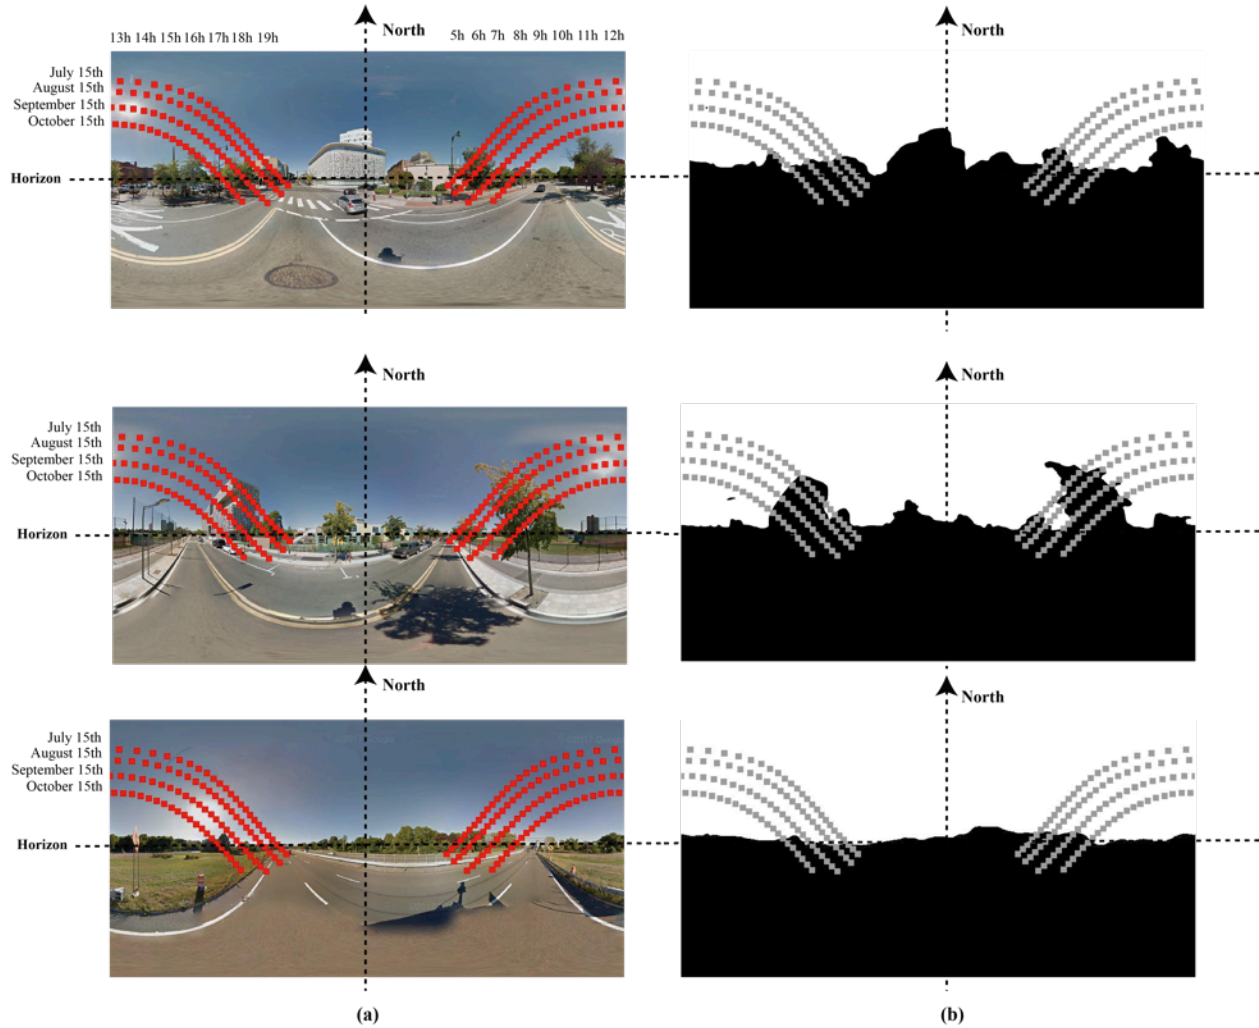 North
North
13h 14h 15h 16h 17h 18h 19h
5h 6h 7h 8h 9h 10h 11h 12h
July 15th
August 15th
September 15th
October 15th
Horizon
North
North
July 15th
August 15th
September 15th
October 15th
Horizon
North
North
July 15th
August 15th
September 15th
October 15th
Horizon
(a)
(b)